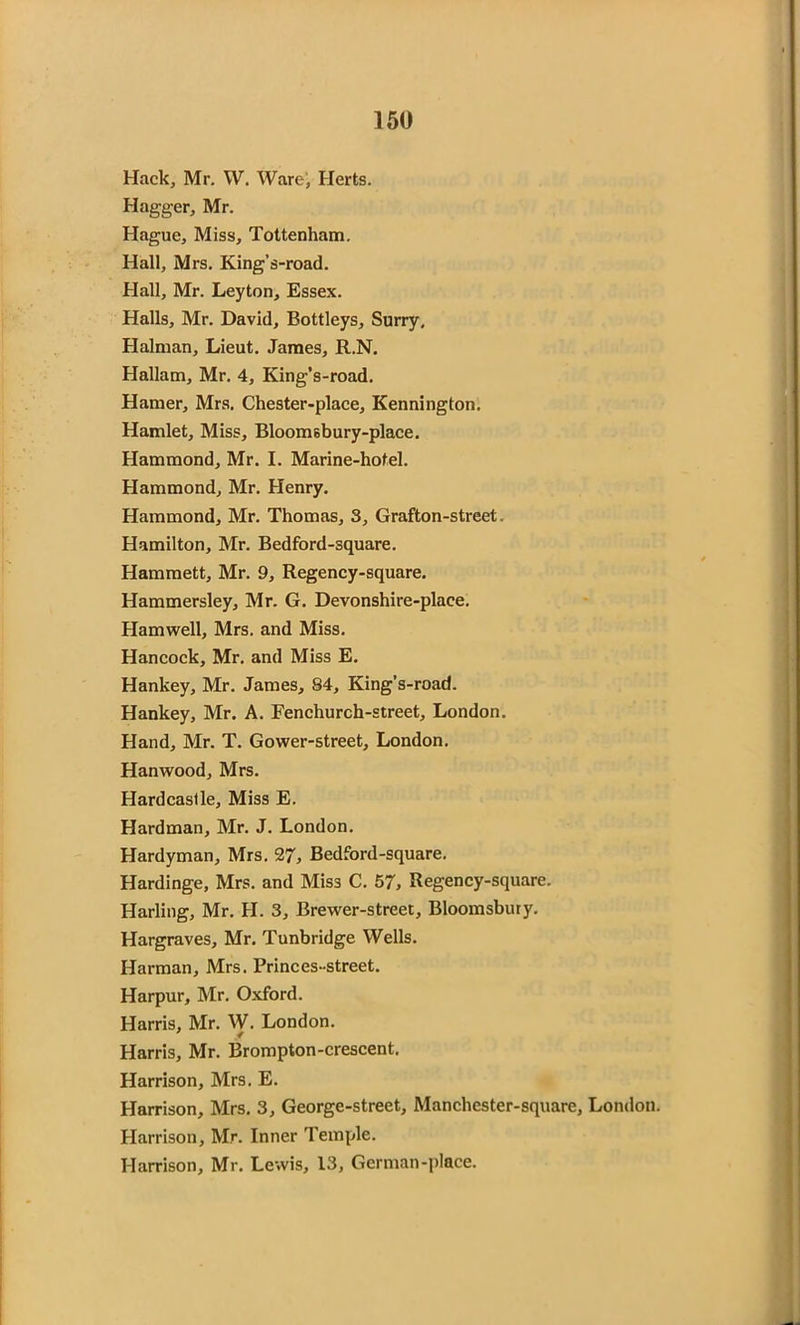 150
Hack, Mr. W. Ware, Herts.
Hagger, Mr.
Hague, Miss, Tottenham.
Hall, Mrs. King's-road.
Hall, Mr. Leyton, Essex.
Halls, Mr. David, Bottleys, Surry.
Halman, Lieut. James, R.N.
Hallam, Mr. 4, King's-road.
Hamer, Mrs. Chester-place, Kennington.
Hamlet, Miss, Bloomsbury-place.
Hammond, Mr. I. Marine-hotel.
Hammond, Mr. Henry.
Hammond, Mr. Thomas, 3, Grafton-street.
Hamilton, Mr. Bedford-square.
Hammett, Mr. 9, Regency-square.
Hammersley, Mr. G. Devonshire-place.
Hamwell, Mrs. and Miss.
Hancock, Mr. and Miss E.
Hankey, Mr. James, 84, King's-road.
Hankey, Mr. A. Fenchurch-street, London.
Hand, Mr. T. Gower-street, London.
Hanwood, Mrs.
Hardcastle, Miss E.
Hardman, Mr. J. London.
Hardyman, Mrs. 27, Bedford-square.
Hardinge, Mrs. and Miss C. 57, Regency-square.
Harling, Mr. H. 3, Brewer-street, Bloomsbury.
Hargraves, Mr. Tunbridge Wells.
Harman, Mrs. Princes-street.
Harpur, Mr. Oxford.
Harris, Mr. W. London.
Harris, Mr. Brompton-crescent.
Harrison, Mrs. E.
Harrison, Mrs. 3, George-street, Manchester-square, London.
Harrison, Mr. Inner Temple.
Harrison, Mr. Lewis, 13, German-place.